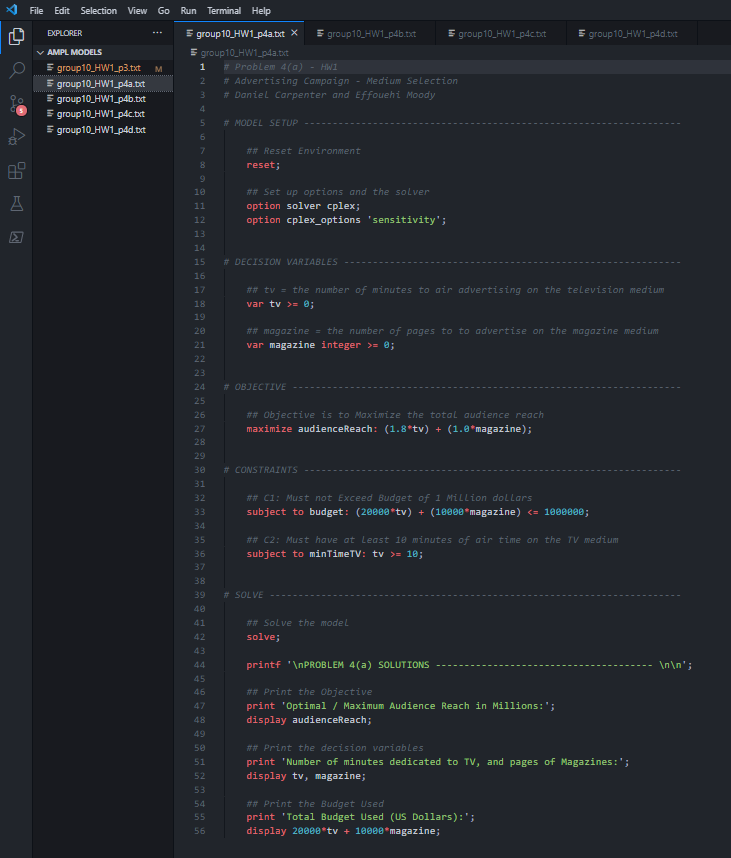 File Edit Selection View Go Run Terminal Help
EXPLORER ...
AMPL MODELS
group10_HW1_p3.txt M
group10_HW1_p4a.txt
group10_HW1_p4b.txt
group10_HW1_p4c.txt
group10_HW1_p4d.txt
5
group10_HW1_p4a.txt × group10_HW1_p4b.txt group10_HW1_p4c.txt group10_HW1_p4d.txt
group10_HW1_p4a.txt
1 # Problem 4(a) - HW1
2 # Advertising Campaign - Medium Selection
3 # Daniel Carpenter and Effouehi Moody
4
5 # MODEL SETUP ------------------------------------------------------------------
6
7 ## Reset Environment
8 reset;
9
10 ## Set up options and the solver
11 option solver cplex;
12 option cplex_options 'sensitivity';
13
14
15 # DECISION VARIABLES -----------------------------------------------------------
16
17 ## tv = the number of minutes to air advertising on the television medium
18 var tv >= 0;
19
20 ## magazine = the number of pages to to advertise on the magazine medium
21 var magazine integer >= 0;
22
23
24 # OBJECTIVE --------------------------------------------------------------------
25
26 ## Objective is to Maximize the total audience reach
27 maximize audienceReach: (1.8*tv) + (1.0*magazine);
28
29
30 # CONSTRAINTS ------------------------------------------------------------------
31
32 ## C1: Must not Exceed Budget of 1 Million dollars
33 subject to budget: (20000*tv) + (10000*magazine) <= 1000000;
34
35 ## C2: Must have at least 10 minutes of air time on the TV medium
36 subject to minTimeTV: tv >= 10;
37
38
39 # SOLVE ------------------------------------------------------------------------
40
41 ## Solve the model
42 solve;
43
44 printf '\nPROBLEM 4(a) SOLUTIONS -------------------------------------- \n\n';
45
46 ## Print the Objective
47 print 'Optimal / Maximum Audience Reach in Millions:';
48 display audienceReach;
49
50 ## Print the decision variables
51 print 'Number of minutes dedicated to TV, and pages of Magazines:';
52 display tv, magazine;
53
54 ## Print the Budget Used
55 print 'Total Budget Used (US Dollars):';
56 display 20000*tv + 10000*magazine;